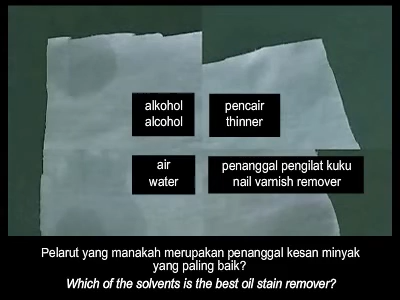 alkohol
alcohol
pencair
thinner
air
water
penanggal pengilat kuku
nail varnish remover
Pelarut yang manakah merupakan penanggal kesan minyak
yang paling baik?
Which of the solvents is the best oil stain remover?